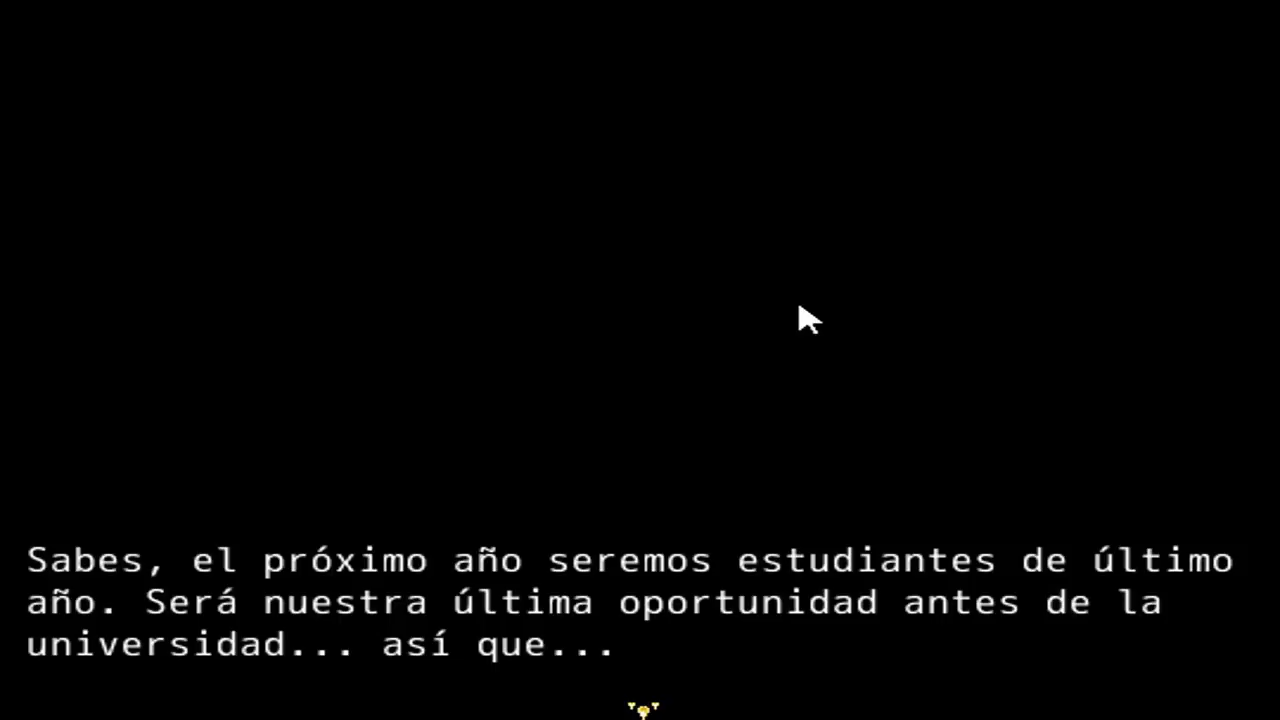 Sabes, el próximo año seremos estudiantes de último
año. Será nuestra última oportunidad antes de la
universidad... así que...